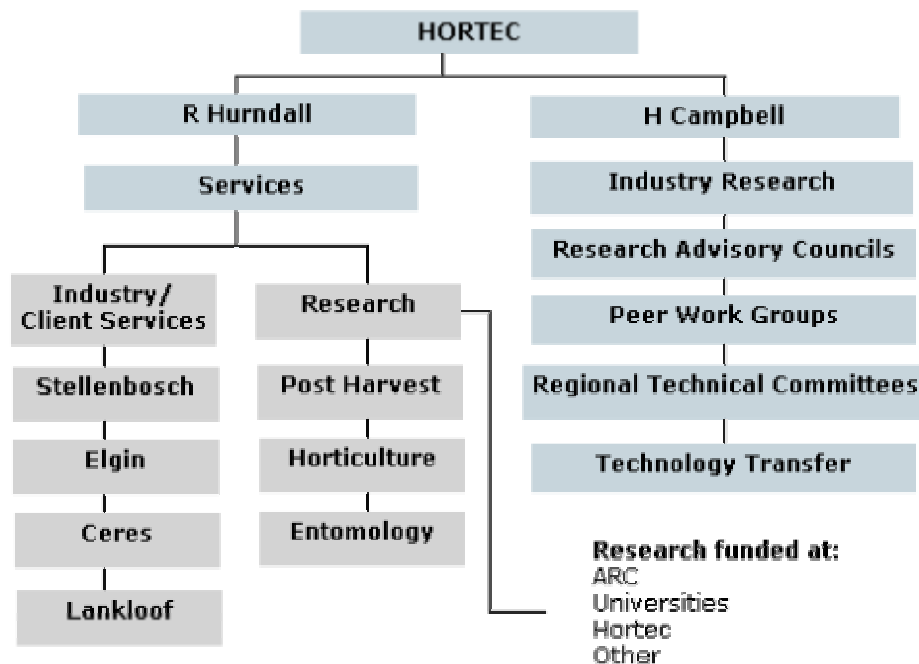 HORTEC
R Hurndall
H Campbell
Services
Industry Research
Research Advisory Councils
Peer Work Groups
Regional Technical Committees
Technology Transfer
Industry/
Client Services
Stellenbosch
Elgin
Ceres
Lankloof
Research
Post Harvest
Horticulture
Entomology
Research funded at:
ARC
Universities
Hortec
Other